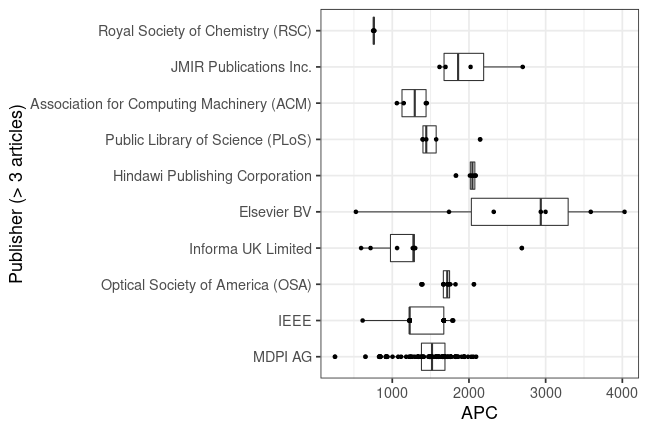 Publisher (> 3 articles)
Royal Society of Chemistry (RSC)
JMIR Publications Inc.
Association for Computing Machinery (ACM)
Public Library of Science (PLoS)
Hindawi Publishing Corporation
Elsevier BV
Informa UK Limited
Optical Society of America (OSA)
IEEE
MDPI AG
1000 2000 3000 4000
APC